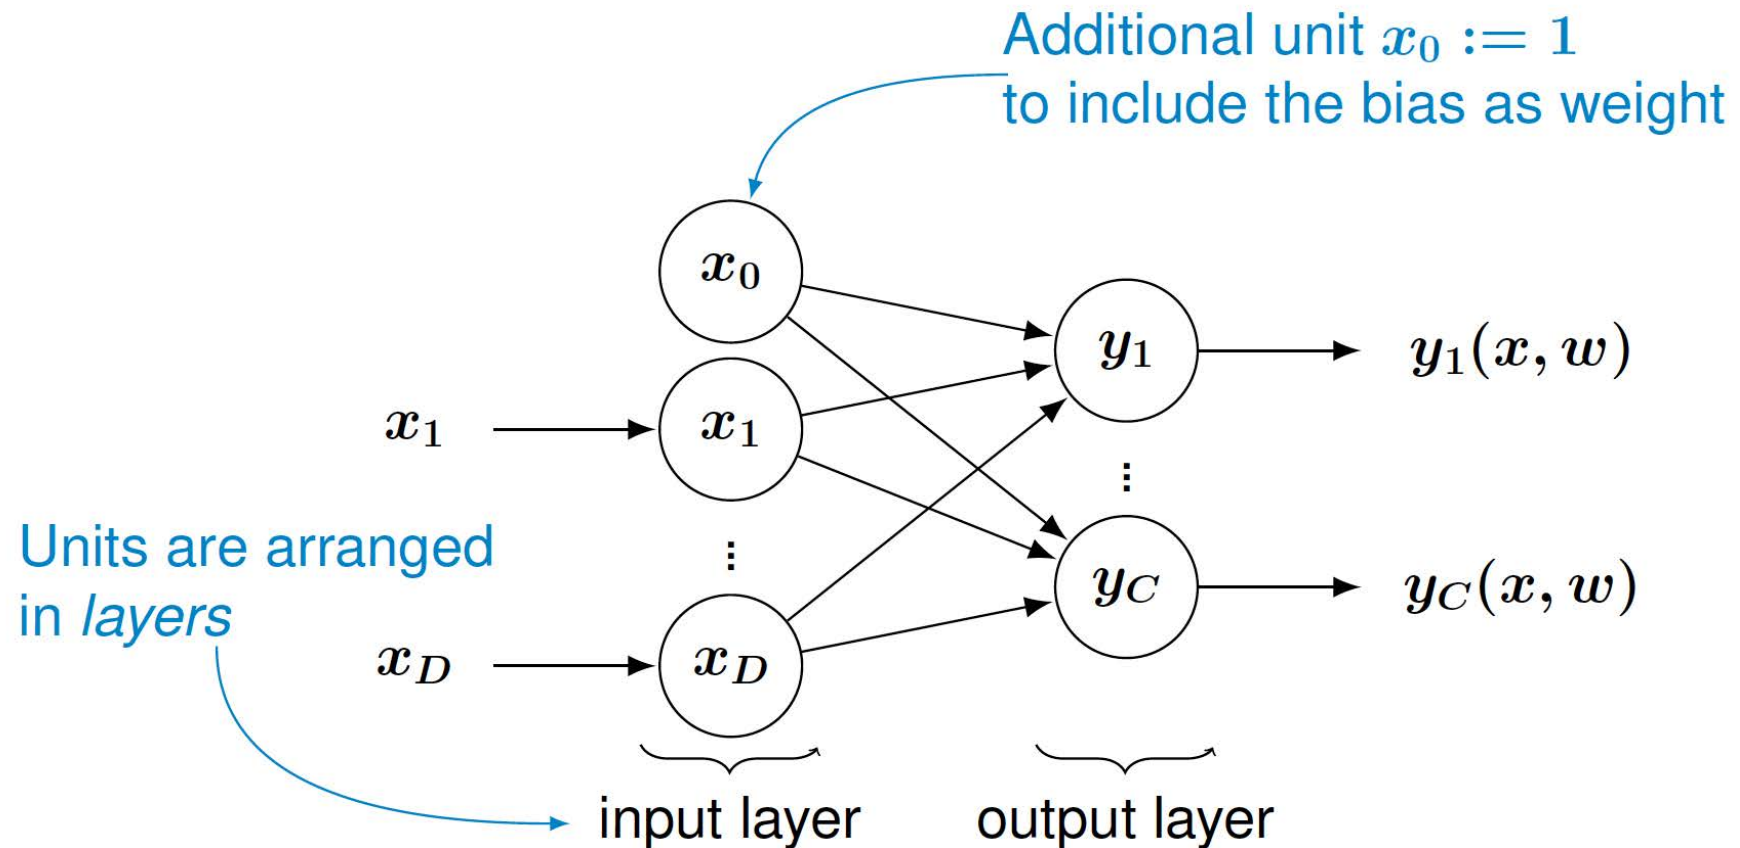 Additional unit x₀ := 1
to include the bias as weight
x₀
y₁
y₁(x, w)
x₁
x₁
⋮
⋮
Units are arranged
in layers
y_C
y_C(x, w)
x_D
x_D
input layer
output layer